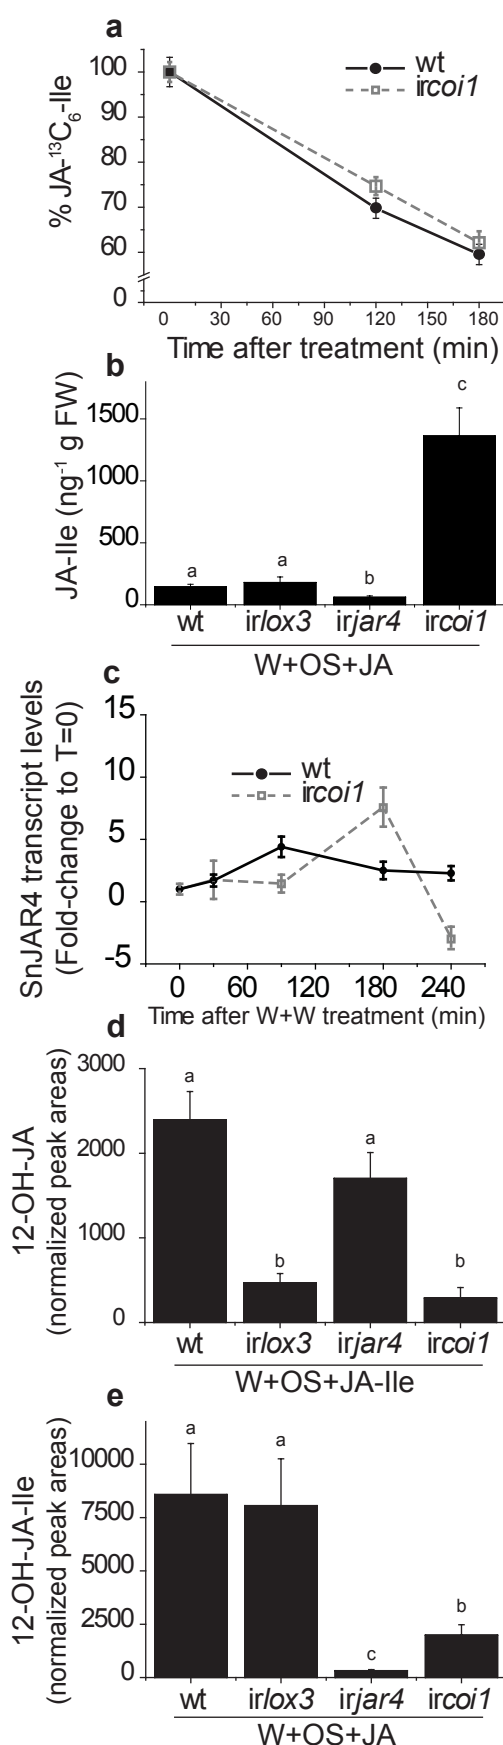 a
% JA-¹³C₆-Ile
100
90
80
70
60
0
wt
ircoi1
0 30 60 90 120 150 180
Time after treatment (min)
b
JA-Ile (ng⁻¹ g FW)
1500
1000
500
0
a a b c
wt irlox3 irjar4 ircoi1
W+OS+JA
c
SnJAR4 transcript levels
(Fold-change to T=0)
15
10
5
0
-5
wt
ircoi1
0 60 120 180 240
Time after W+W treatment (min)
d
12-OH-JA
(normalized peak areas)
3000
2000
1000
0
a b a b
wt irlox3 irjar4 ircoi1
W+OS+JA-Ile
e
12-OH-JA-Ile
(normalized peak areas)
10000
7500
5000
2500
0
a a c b
wt irlox3 irjar4 ircoi1
W+OS+JA